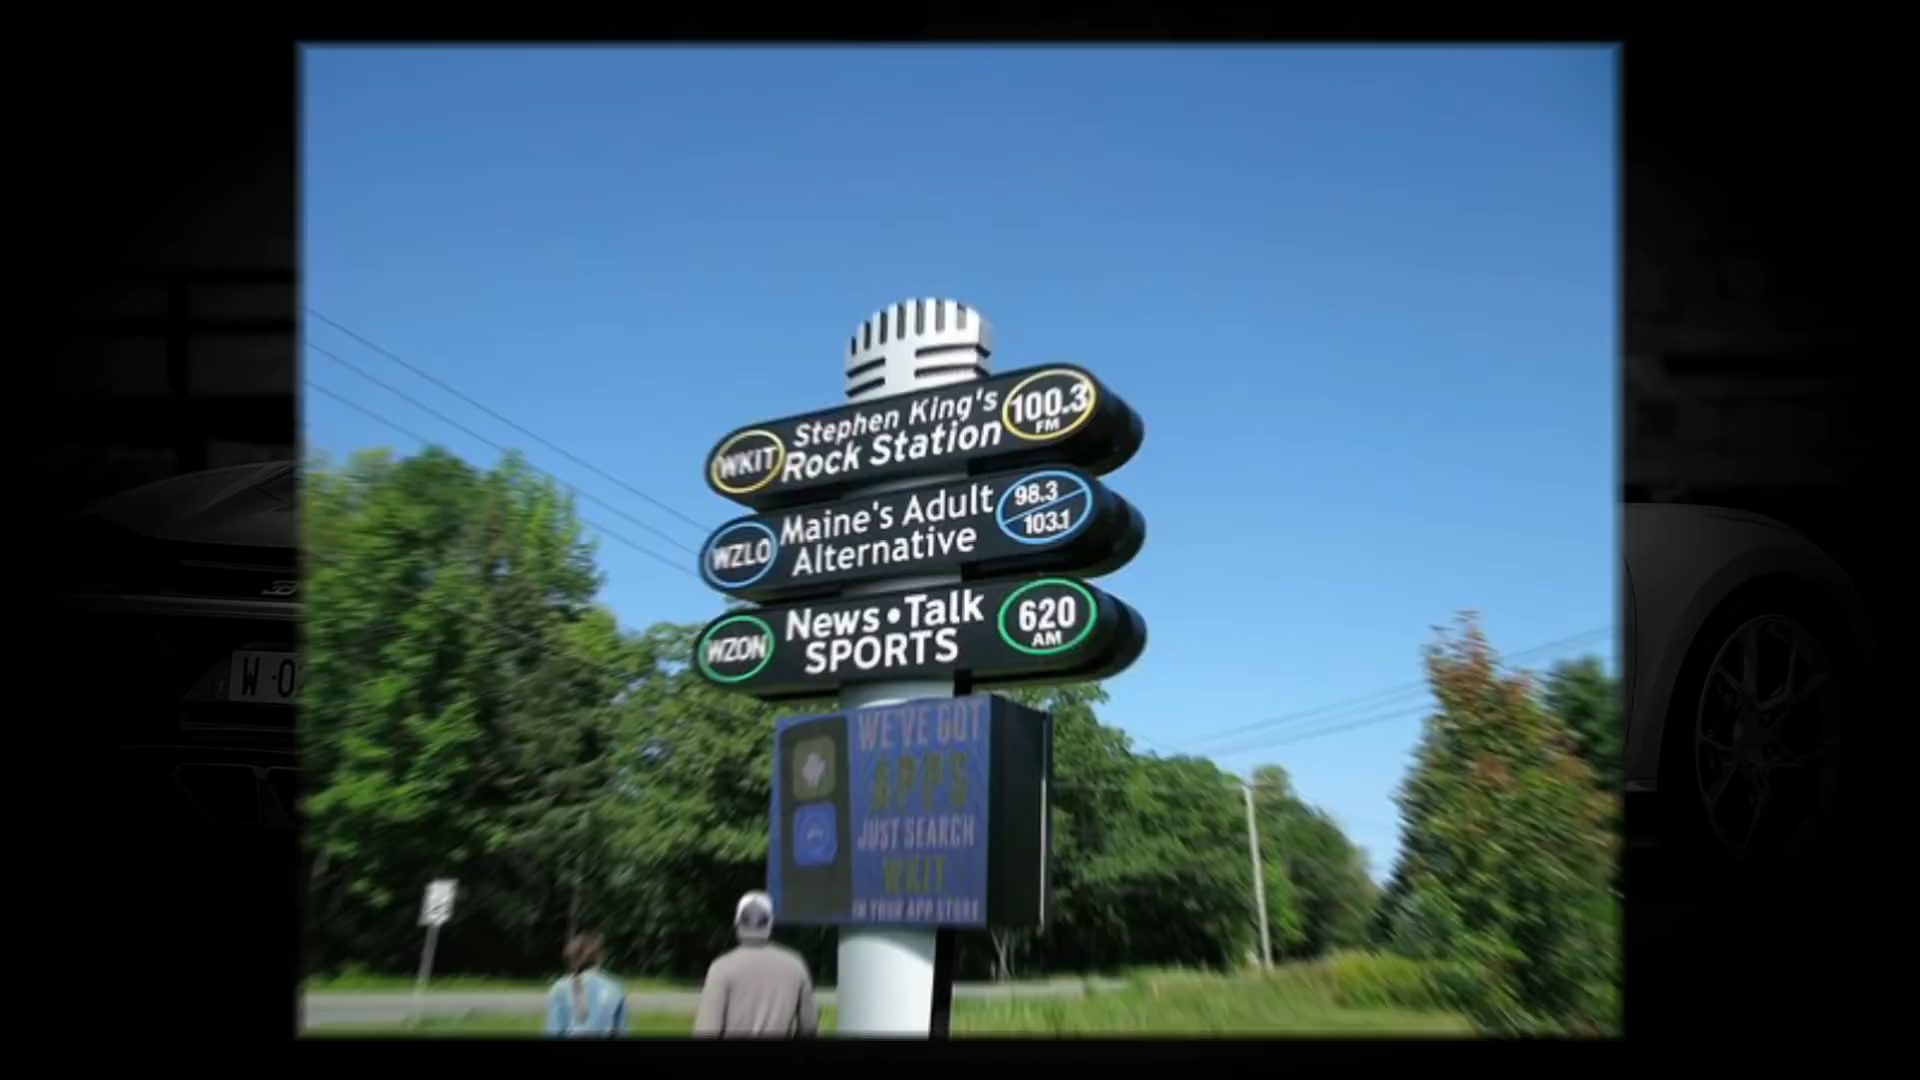 WKIT Stephen King's 100.3
Rock Station FM
WZLO Maine's Adult 98.3
Alternative 103.1
WZON News•Talk 620
SPORTS AM
WE'VE GOT
APPS
JUST SEARCH
WKIT
IN YOUR APP STORE
W